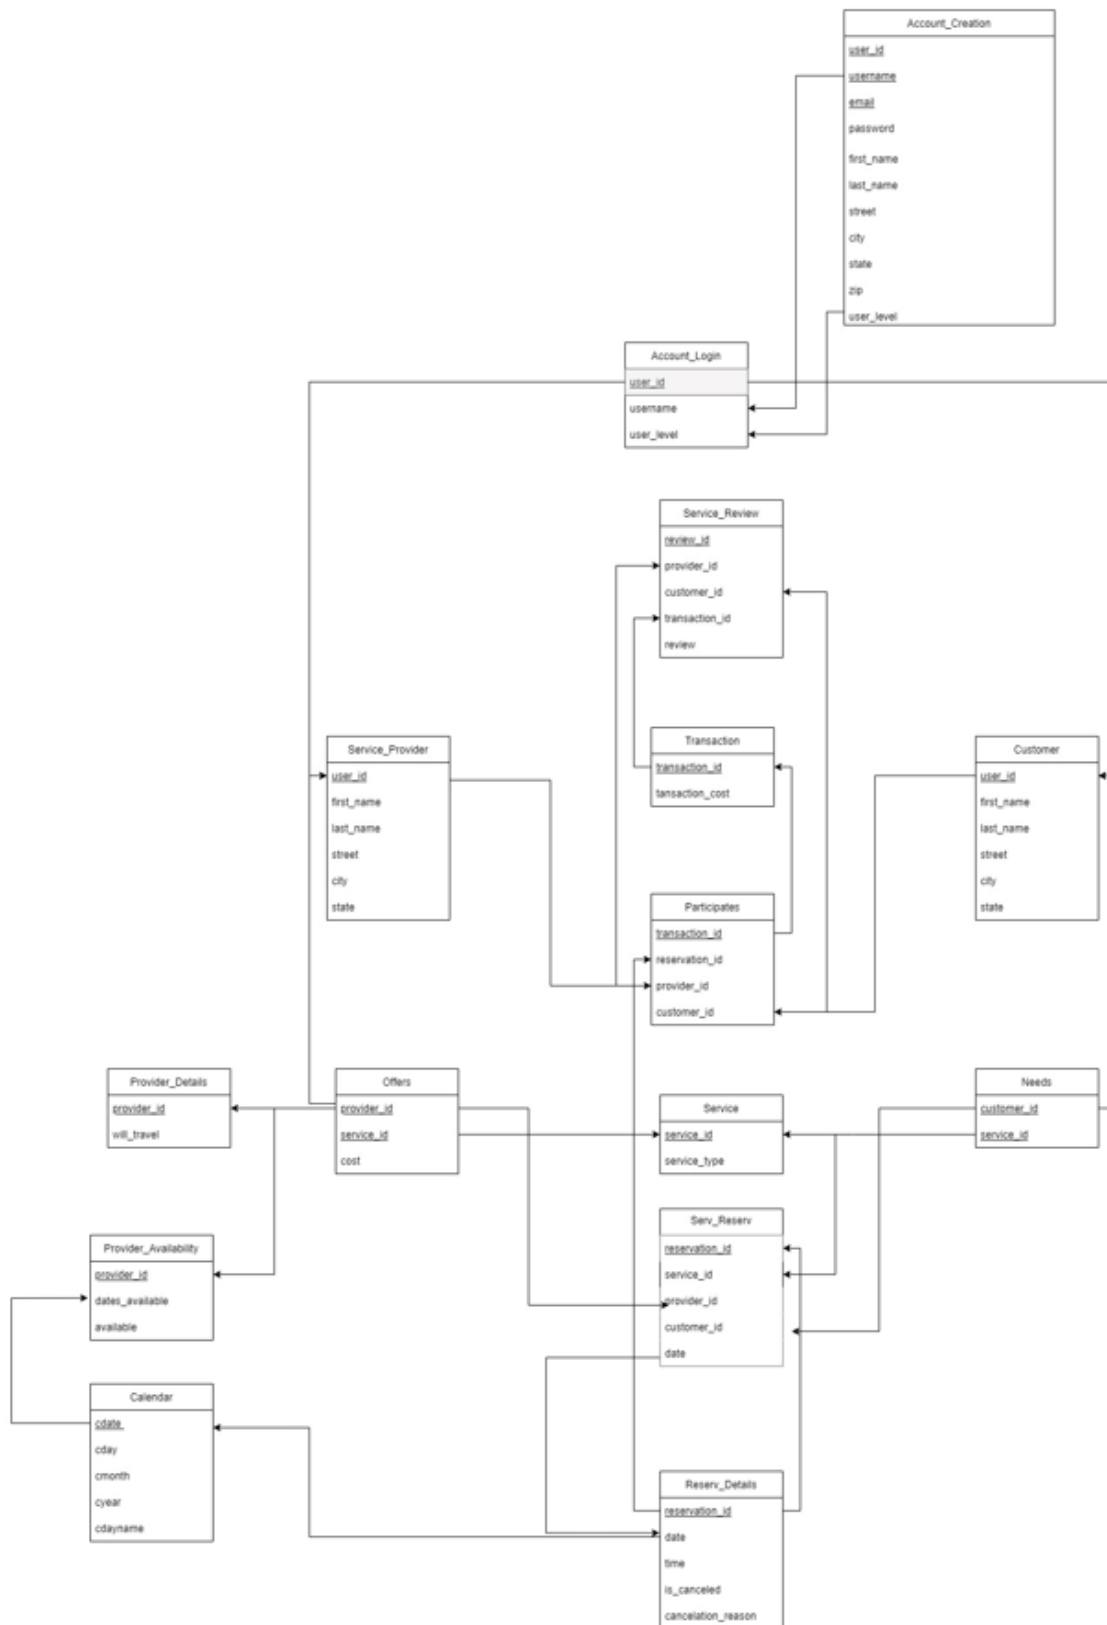 Account_Creation
user_id
username
email
password
first_name
last_name
street
city
state
zip
user_level
Account_Login
user_id
username
user_level
Service_Review
review_id
provider_id
customer_id
transaction_id
review
Service_Provider
user_id
first_name
last_name
street
city
state
Transaction
transaction_id
tansaction_cost
Customer
user_id
first_name
last_name
street
city
state
Participates
transaction_id
reservation_id
provider_id
customer_id
Provider_Details
provider_id
will_travel
Offers
provider_id
service_id
cost
Service
service_id
service_type
Needs
customer_id
service_id
Serv_Reserv
reservation_id
service_id
provider_id
customer_id
date
Provider_Availability
provider_id
dates_available
available
Calendar
cdate
cday
cmonth
cyear
cdayname
Reserv_Details
reservation_id
date
time
is_canceled
cancelation_reason